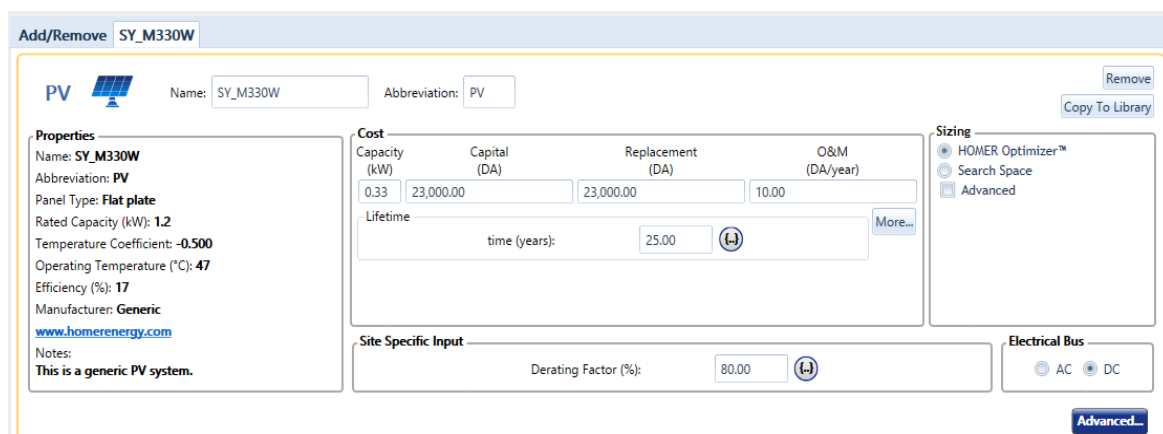 Add/Remove SY_M330W
PV Name: SY_M330W Abbreviation: PV
Remove
Copy To Library
Properties
Name: SY_M330W
Abbreviation: PV
Panel Type: Flat plate
Rated Capacity (kW): 1.2
Temperature Coefficient: -0.500
Operating Temperature (°C): 47
Efficiency (%): 17
Manufacturer: Generic
www.homerenergy.com
Notes:
This is a generic PV system.
Cost
Capacity Capital Replacement O&M
(kW) (DA) (DA) (DA/year)
0.33 23,000.00 23,000.00 10.00
Lifetime
time (years): 25.00 {..}
More...
Site Specific Input
Derating Factor (%): 80.00 {..}
Sizing
HOMER Optimizer™
Search Space
Advanced
Electrical Bus
AC DC
Advanced...